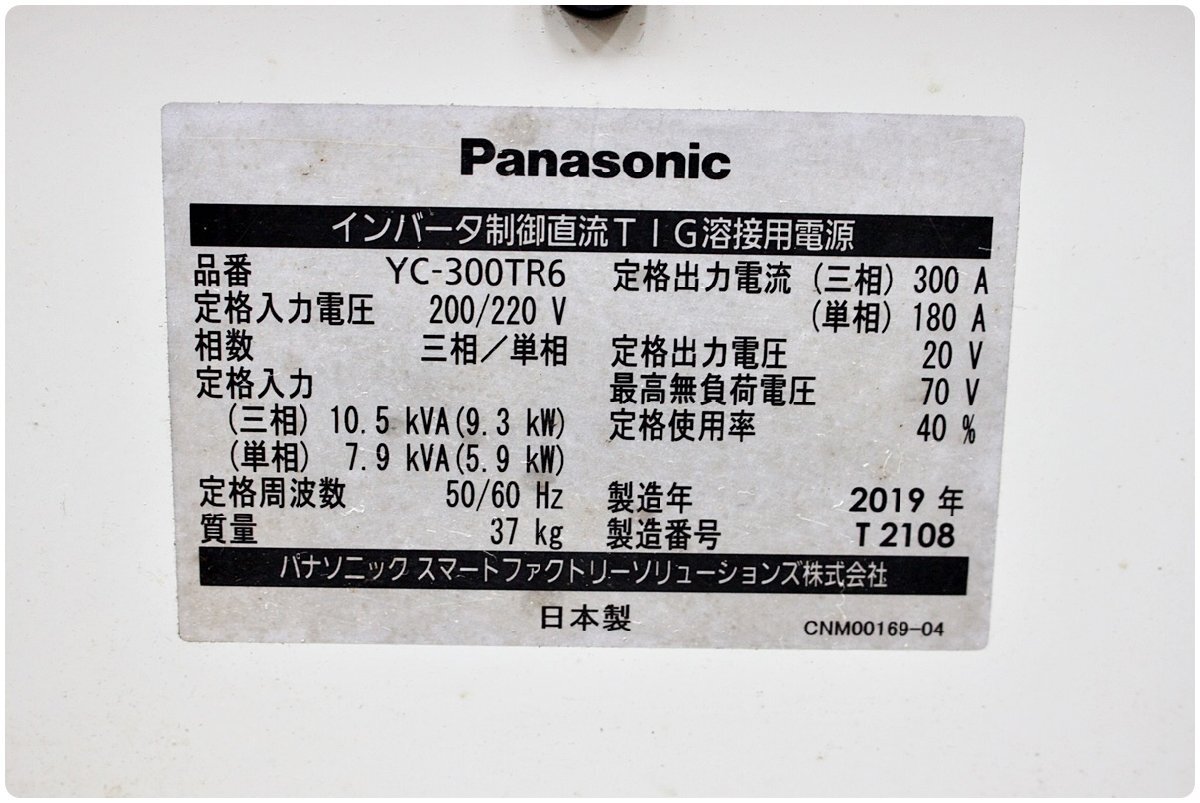 Panasonic
インバータ制御直流TIG溶接用電源
品番 YC-300TR6
定格入力電圧 200/220 V
相数 三相/単相
定格入力
(三相) 10.5 kVA(9.3 kW)
(単相) 7.9 kVA(5.9 kW)
定格周波数 50/60 Hz
質量 37 kg
定格出力電流 (三相) 300 A
(単相) 180 A
定格出力電圧 20 V
最高無負荷電圧 70 V
定格使用率 40 %
製造年 2019 年
製造番号 T 2108
パナソニック スマートファクトリーソリューションズ株式会社
日本製
CNM00169-04